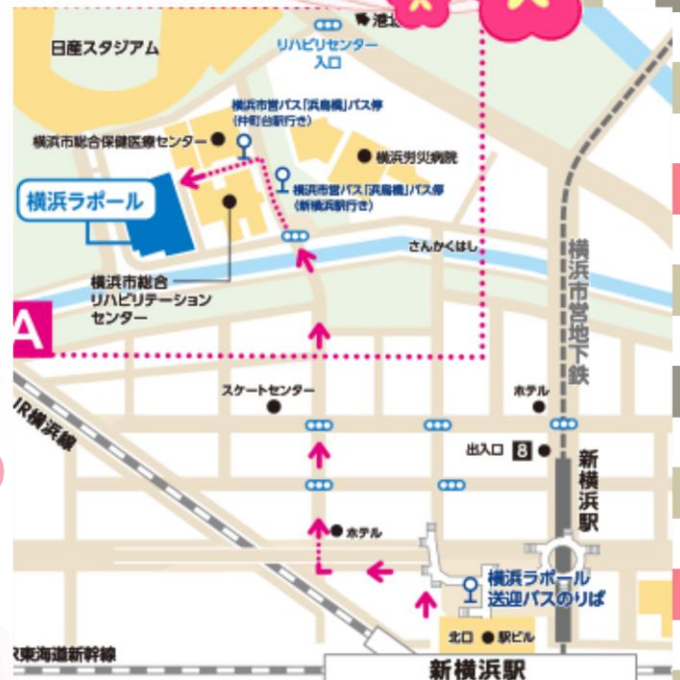 港北
日産スタジアム
リハビリセンター
入口
横浜市営バス「浜鳥橋」バス停
(仲町台駅行き)
横浜市総合保健医療センター
横浜労災病院
横浜市営バス「浜鳥橋」バス停
(新横浜駅行き)
横浜ラポール
さんかくはし
横浜市営地下鉄
横浜市総合
リハビリテーション
センター
A
スケートセンター
ホテル
JR横浜線
出入口 8
新横浜駅
ホテル
横浜ラポール
送迎バスのりば
北口
駅ビル
R東海道新幹線
新横浜駅